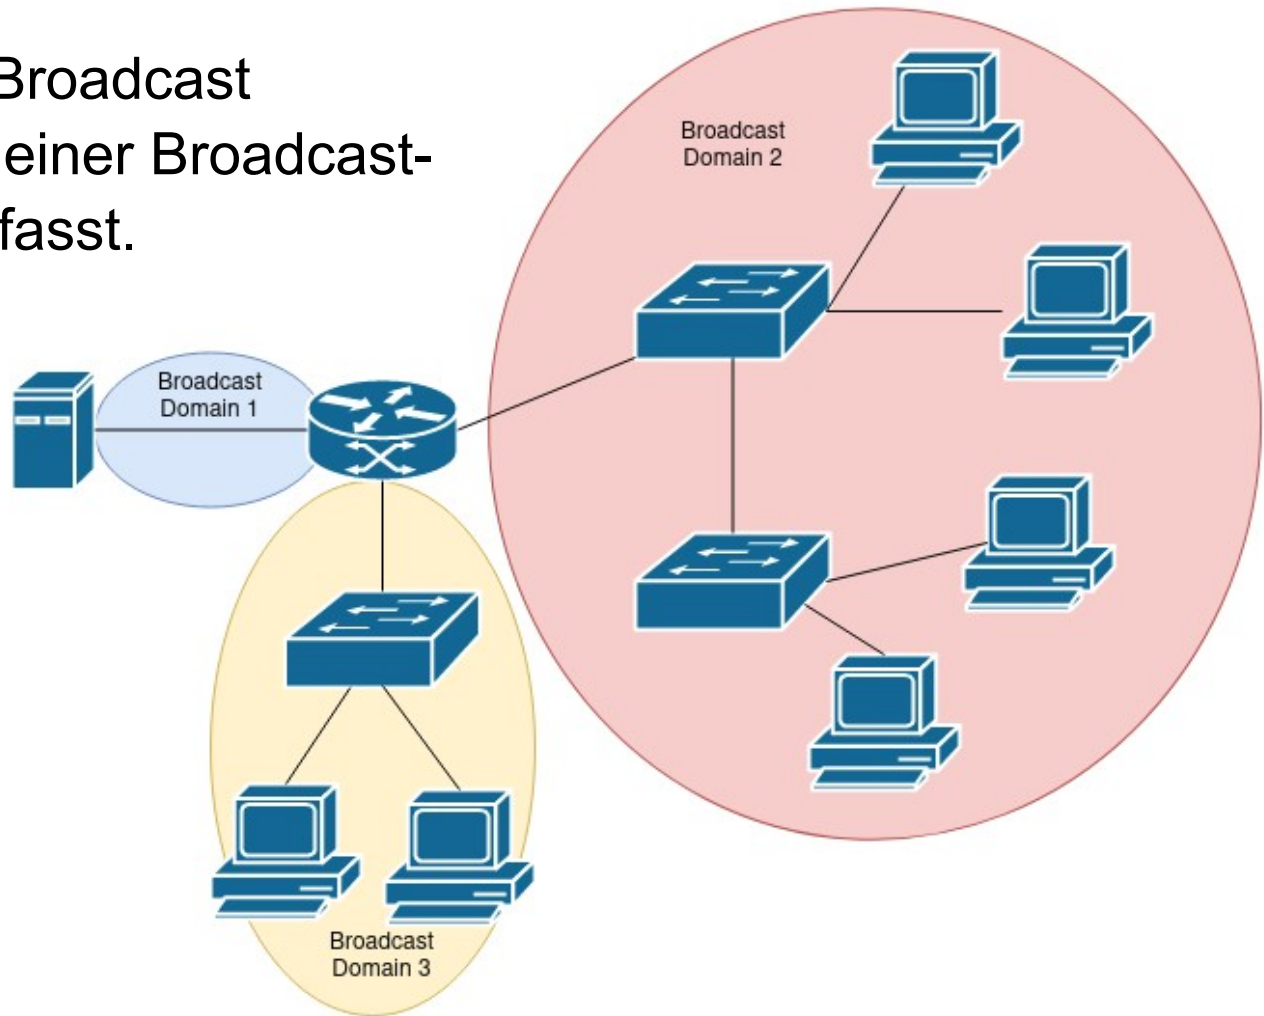 Broadcast
einer Broadcast-
fasst.
Broadcast
Domain 2
Broadcast
Domain 1
Broadcast
Domain 3